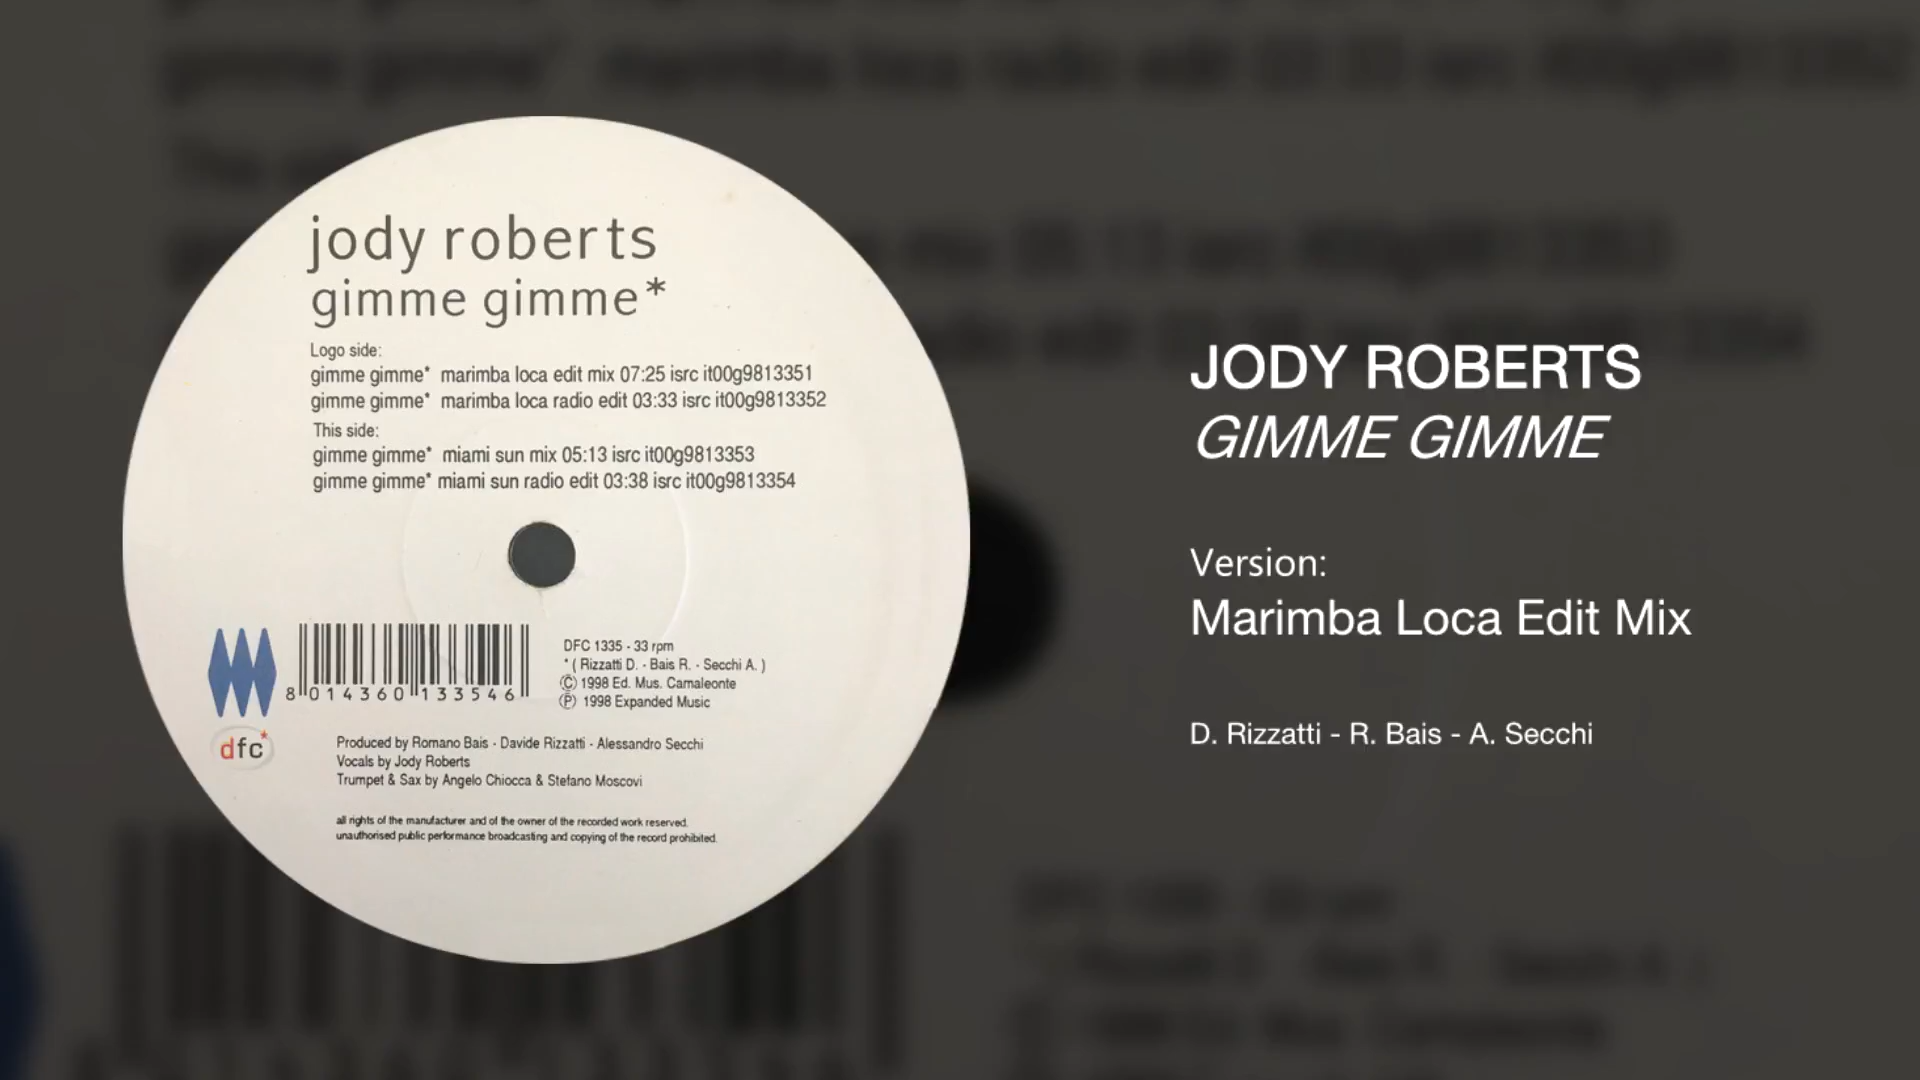 jody roberts
gimme gimme*
Logo side:
gimme gimme* marimba loca edit mix 07:25 isrc it00g9813351
gimme gimme* marimba loca radio edit 03:33 isrc it00g9813352
This side:
gimme gimme* miami sun mix 05:13 isrc it00g9813353
gimme gimme* miami sun radio edit 03:38 isrc it00g9813354
8 014360 133546
DFC 1335 - 33 rpm
* ( Rizzatti D. - Bais R. - Secchi A. )
© 1998 Ed. Mus. Camaleonte
℗ 1998 Expanded Music
dfc*
Produced by Romano Bais - Davide Rizzatti - Alessandro Secchi
Vocals by Jody Roberts
Trumpet & Sax by Angelo Chiocca & Stefano Moscovi
all rights of the manufacturer and of the owner of the recorded work reserved.
unauthorised public performance broadcasting and copying of the record prohibited.
JODY ROBERTS
GIMME GIMME
Version:
Marimba Loca Edit Mix
D. Rizzatti - R. Bais - A. Secchi